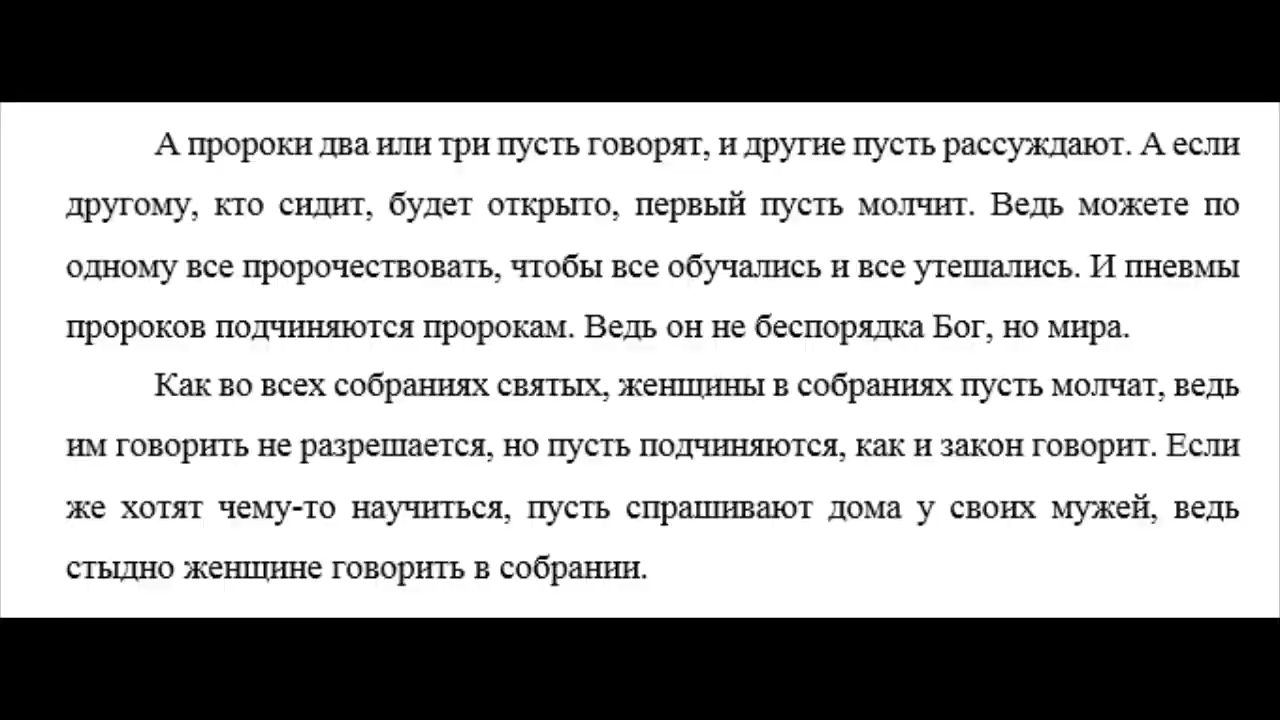 А пророки два или три пусть говорят, и другие пусть рассуждают. А если
другому, кто сидит, будет открыто, первый пусть молчит. Ведь можете по
одному все пророчествовать, чтобы все обучались и все утешались. И пневмы
пророков подчиняются пророкам. Ведь он не беспорядка Бог, но мира.
Как во всех собраниях святых, женщины в собраниях пусть молчат, ведь
им говорить не разрешается, но пусть подчиняются, как и закон говорит. Если
же хотят чему-то научиться, пусть спрашивают дома у своих мужей, ведь
стыдно женщине говорить в собрании.